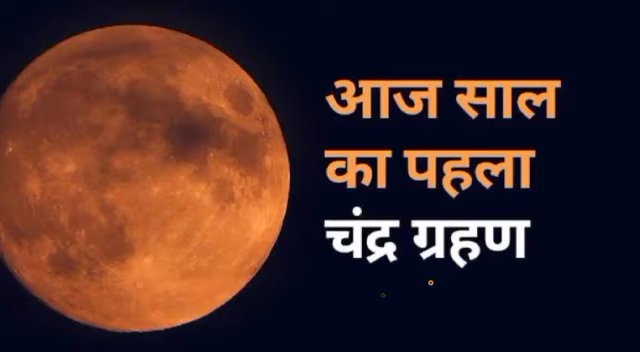 आज साल
का पहला
चंद्र ग्रहण